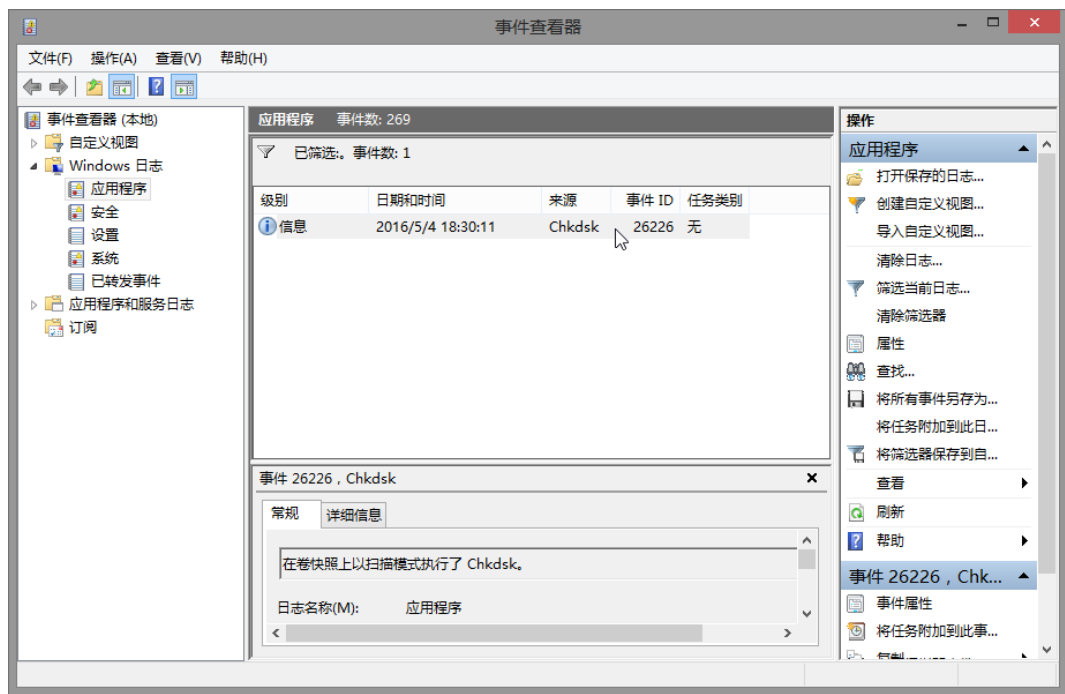 事件查看器
文件(F) 操作(A) 查看(V) 帮助(H)
事件查看器 (本地)
自定义视图
Windows 日志
应用程序
安全
设置
系统
已转发事件
应用程序和服务日志
订阅
应用程序 事件数: 269
已筛选:。事件数: 1
级别 日期和时间 来源 事件 ID 任务类别
信息 2016/5/4 18:30:11 Chkdsk 26226 无
事件 26226，Chkdsk
常规 详细信息
在卷快照上以扫描模式执行了 Chkdsk。
日志名称(M): 应用程序
操作
应用程序
打开保存的日志...
创建自定义视图...
导入自定义视图...
清除日志...
筛选当前日志...
清除筛选器
属性
查找...
将所有事件另存为...
将任务附加到此日...
将筛选器保存到自...
查看
刷新
帮助
事件 26226，Chk...
事件属性
将任务附加到此事...
复制